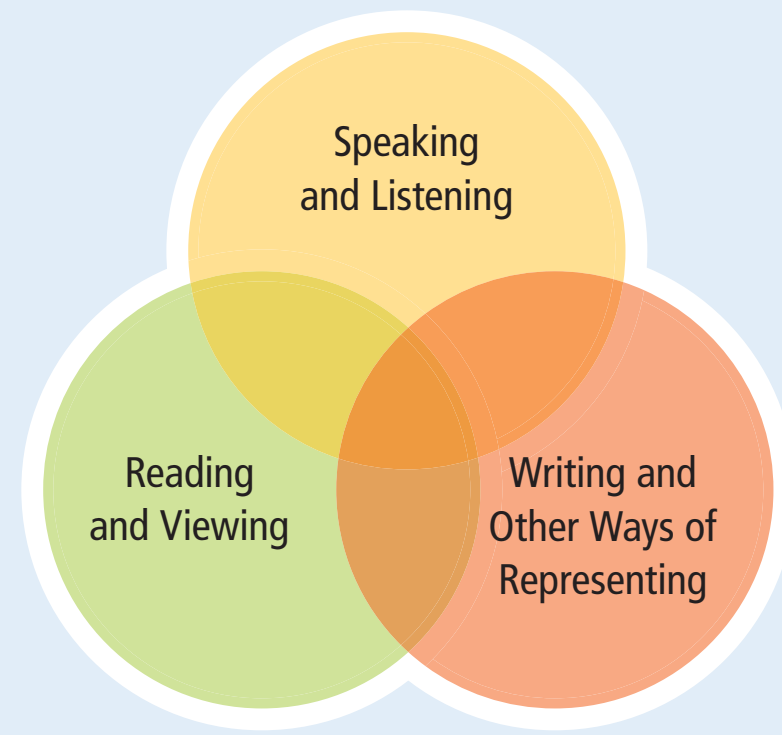 Speaking
and Listening
Reading
and Viewing
Writing and
Other Ways of
Representing